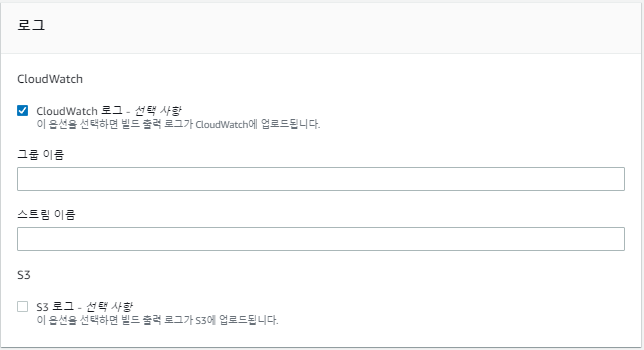 로그
CloudWatch
CloudWatch 로그 - 선택 사항
이 옵션을 선택하면 빌드 출력 로그가 CloudWatch에 업로드됩니다.
그룹 이름
스트림 이름
S3
S3 로그 - 선택 사항
이 옵션을 선택하면 빌드 출력 로그가 S3에 업로드됩니다.